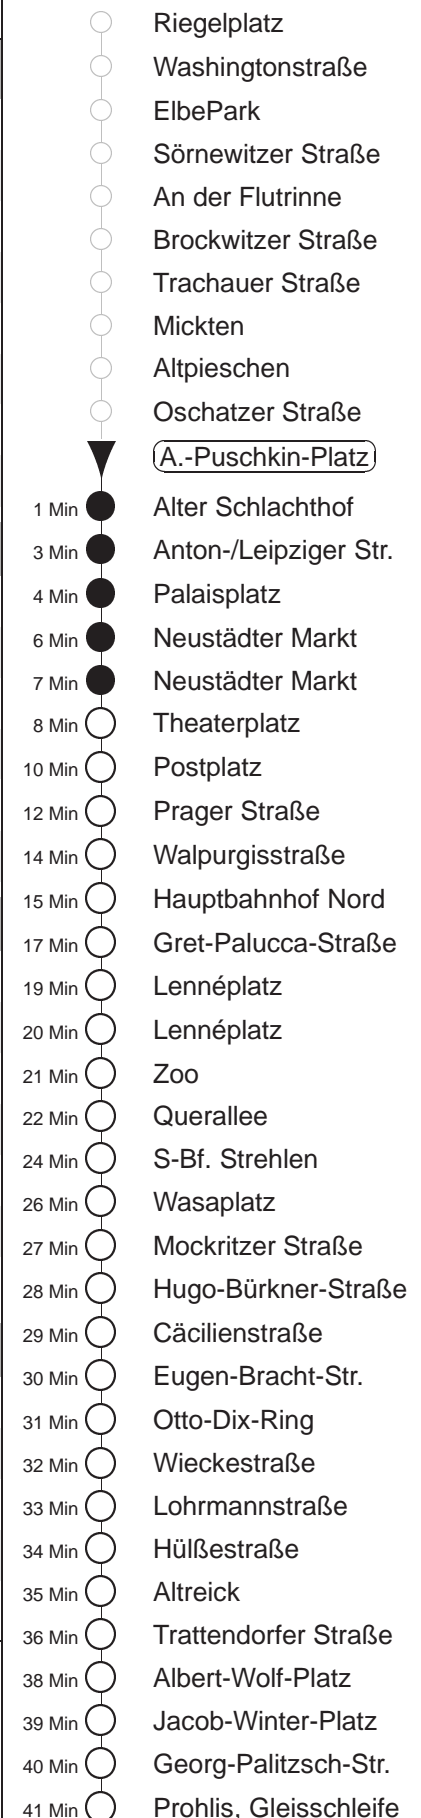 Riegelplatz
Washingtonstraße
ElbePark
Sörnewitzer Straße
An der Flutrinne
Brockwitzer Straße
Trachauer Straße
Mickten
Altpieschen
Oschatzer Straße
A.-Puschkin-Platz
1 Min Alter Schlachthof
3 Min Anton-/Leipziger Str.
4 Min Palaisplatz
6 Min Neustädter Markt
7 Min Neustädter Markt
8 Min Theaterplatz
10 Min Postplatz
12 Min Prager Straße
14 Min Walpurgisstraße
15 Min Hauptbahnhof Nord
17 Min Gret-Palucca-Straße
19 Min Lennéplatz
20 Min Lennéplatz
21 Min Zoo
22 Min Querallee
24 Min S-Bf. Strehlen
26 Min Wasaplatz
27 Min Mockritzer Straße
28 Min Hugo-Bürkner-Straße
29 Min Cäcilienstraße
30 Min Eugen-Bracht-Str.
31 Min Otto-Dix-Ring
32 Min Wieckestraße
33 Min Lohrmannstraße
34 Min Hülßestraße
35 Min Altreick
36 Min Trattendorfer Straße
38 Min Albert-Wolf-Platz
39 Min Jacob-Winter-Platz
40 Min Georg-Palitzsch-Str.
41 Min Prohlis, Gleisschleife